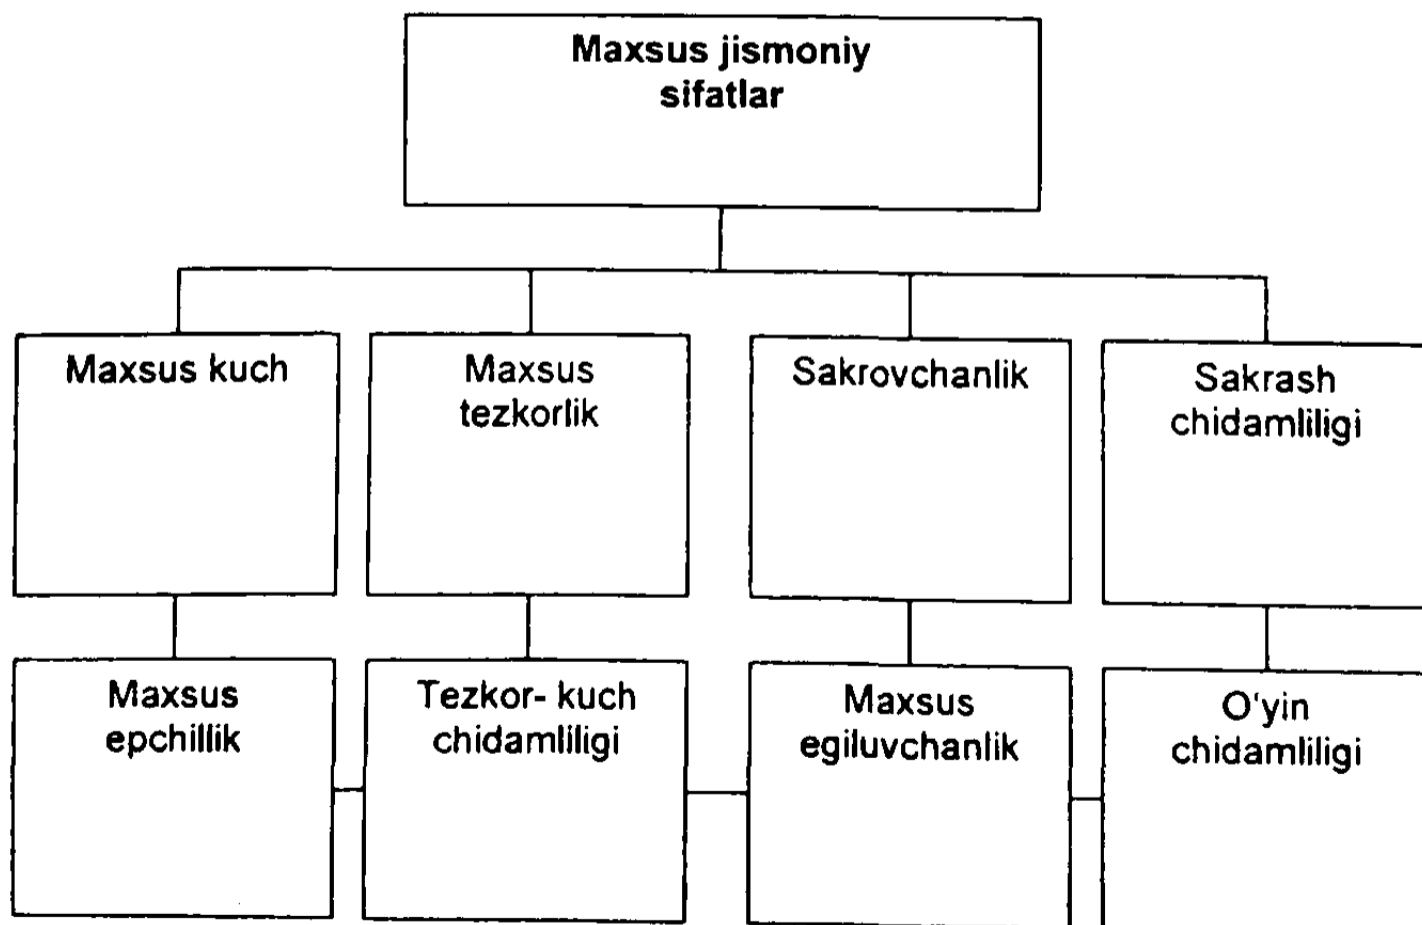 Maxsus jismoniy
sifatlar
Maxsus kuch
Maxsus
tezkorlik
Sakrovchanlik
Sakrash
chidamliligi
Maxsus
epchillik
Tezkor- kuch
chidamliligi
Maxsus
egiluvchanlik
O'yin
chidamliligi